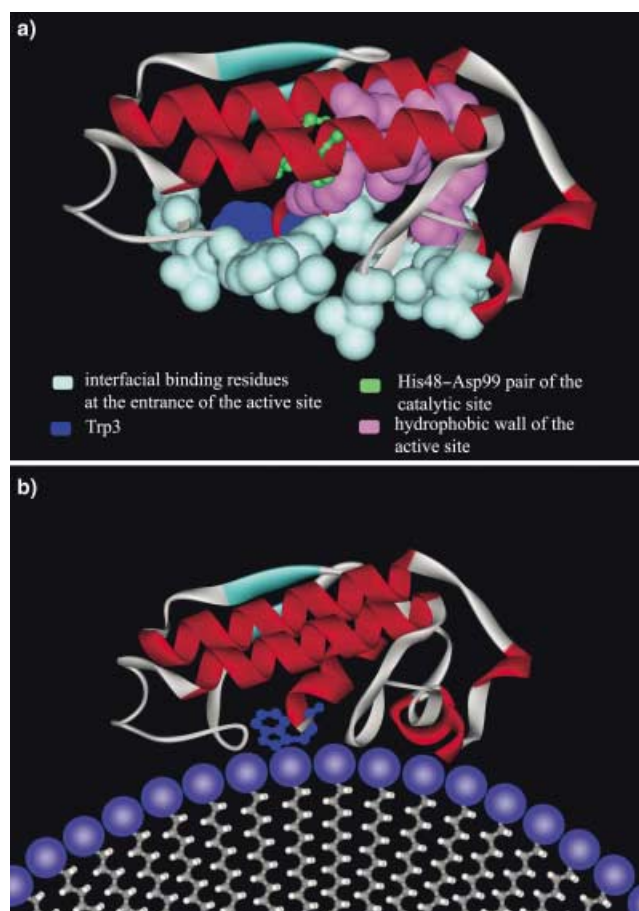 a)
interfacial binding residues
at the entrance of the active site
Trp3
His48–Asp99 pair of the
catalytic site
hydrophobic wall of the
active site
b)